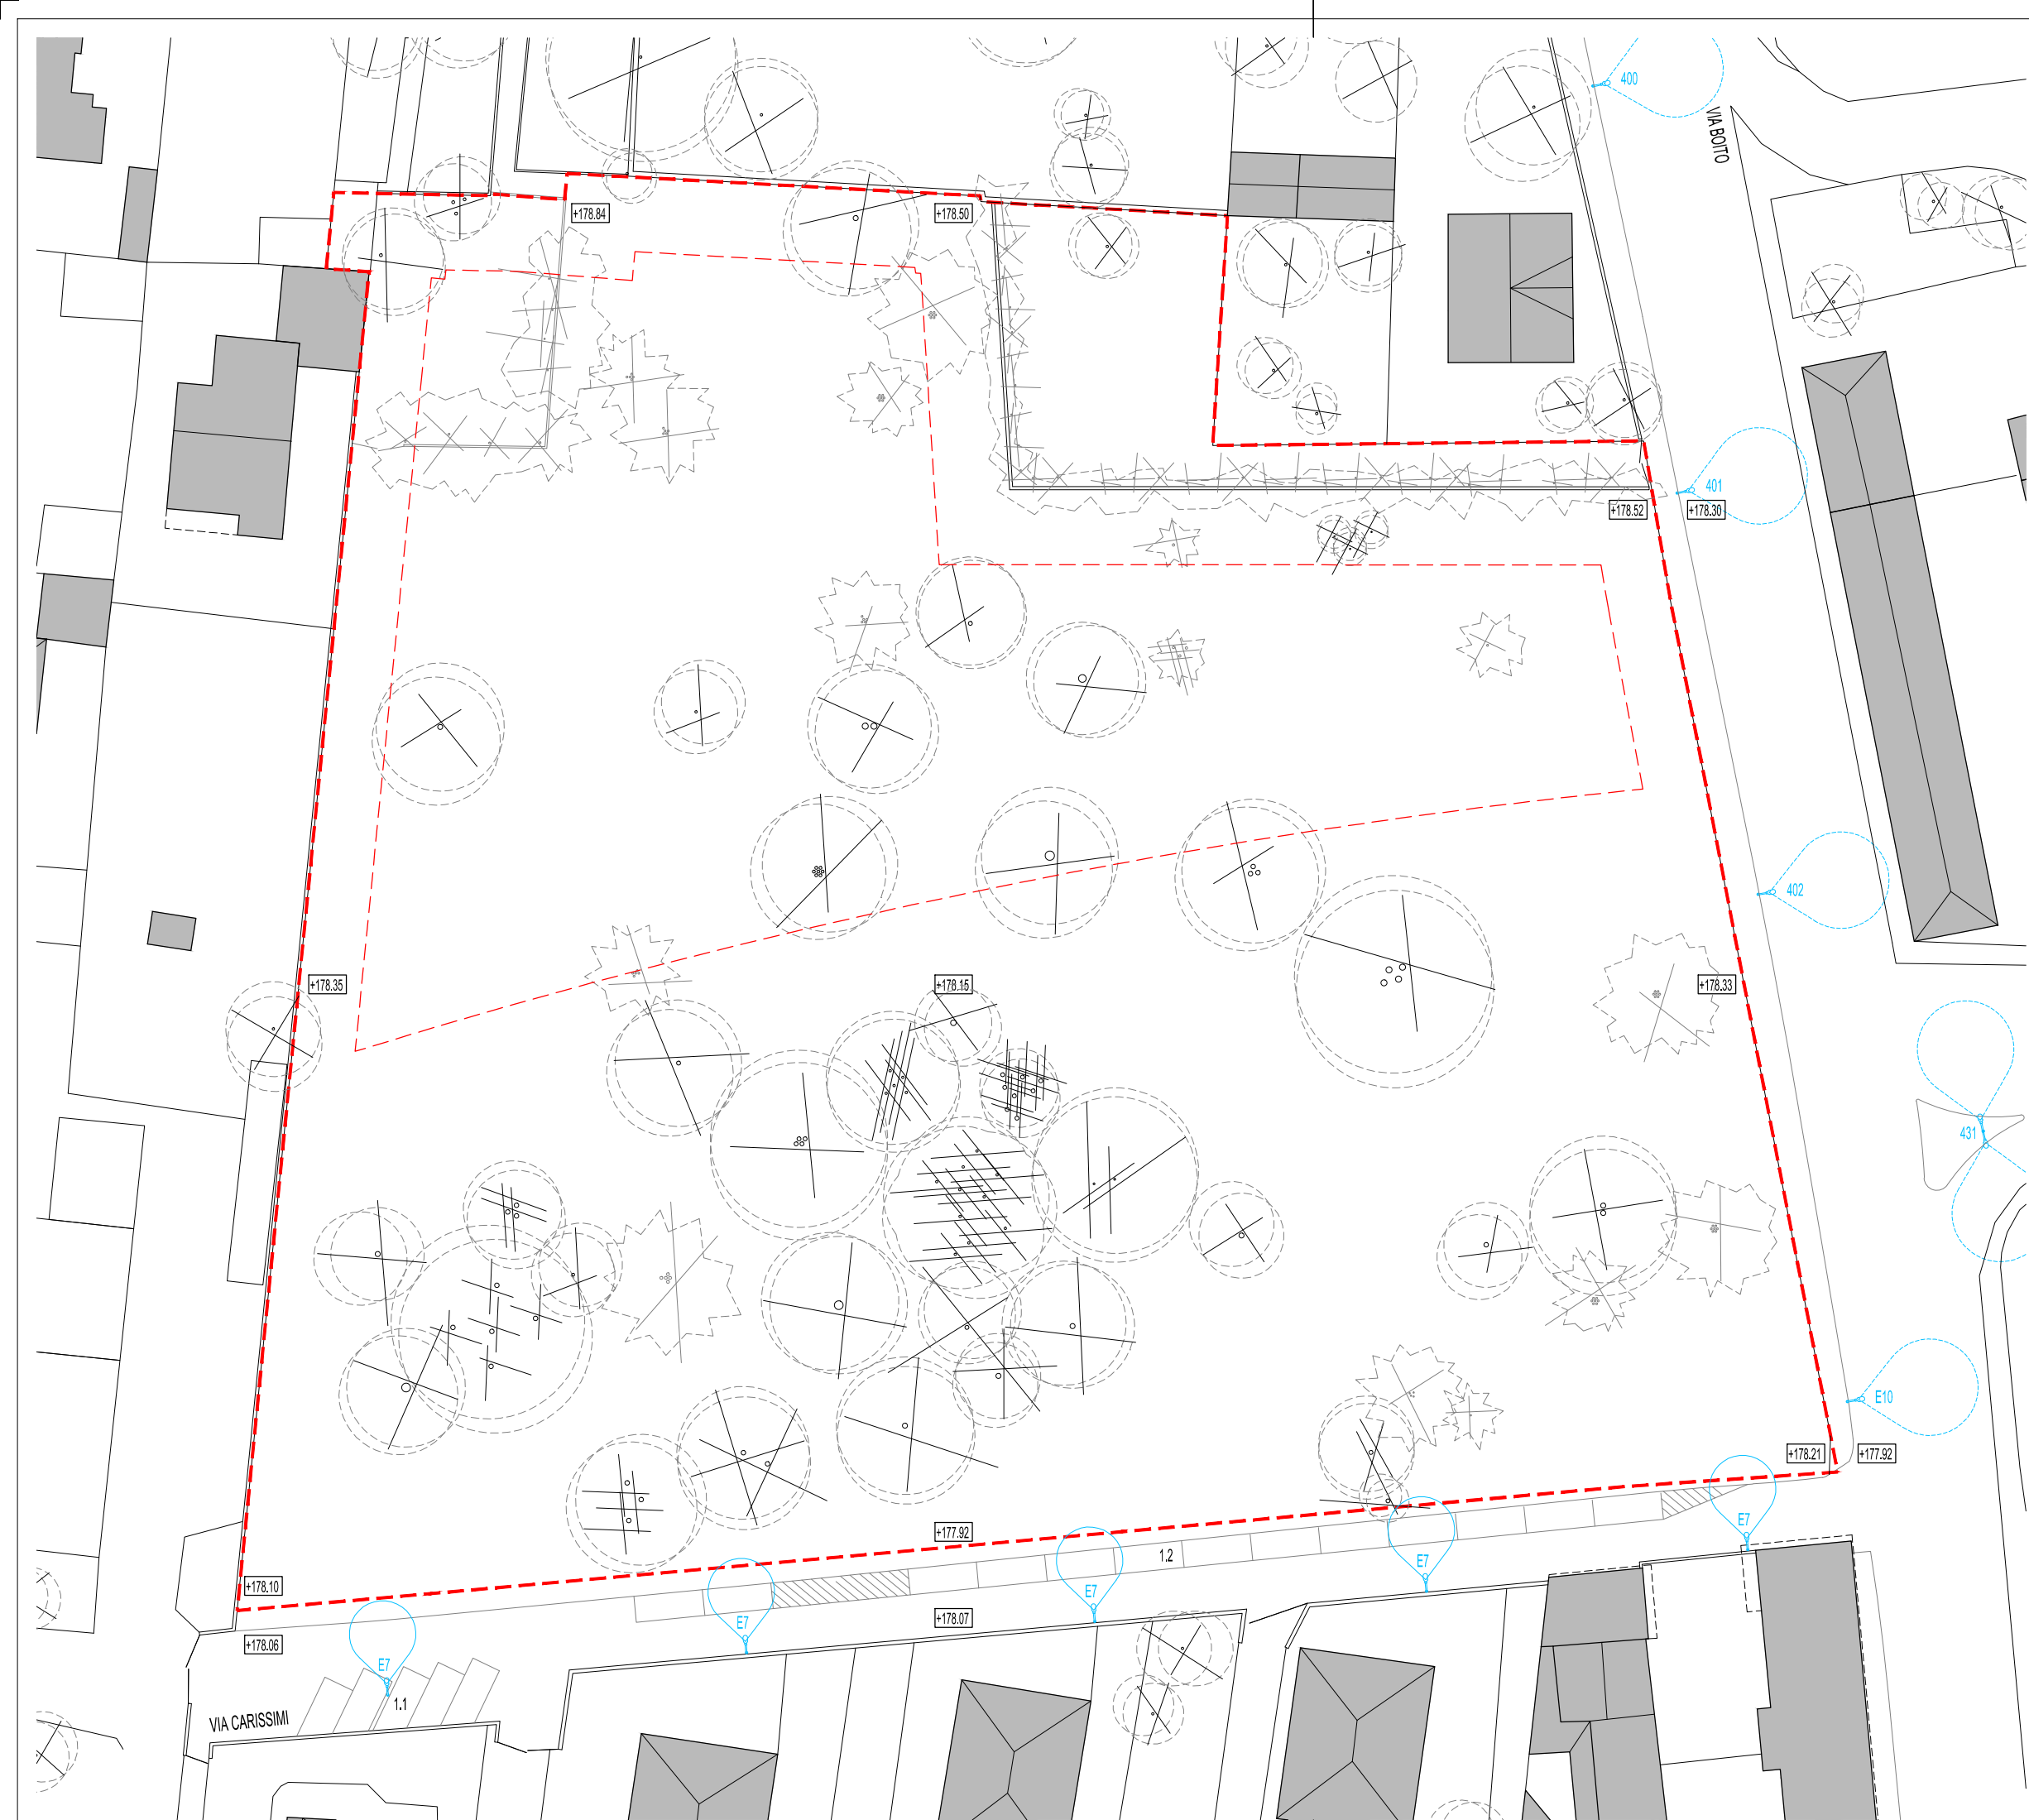 400
VIA BOITO
+178.84
+178.50
401
+178.52
+178.30
402
+178.35
+178.15
+178.33
431
E10
+178.21
+177.92
E7
+177.92
E7
1.2
E7
E7
+178.10
+178.07
+178.06
E7
1.1
VIA CARISSIMI